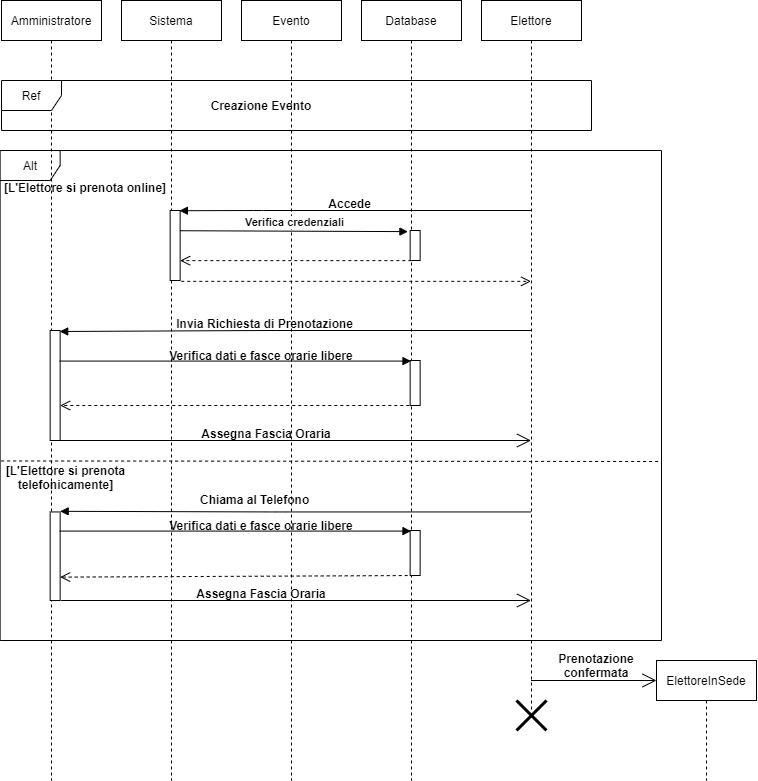 Amministratore
Sistema
Evento
Database
Elettore
Ref
Creazione Evento
Alt
[L'Elettore si prenota online]
Accede
Verifica credenziali
Invia Richiesta di Prenotazione
Verifica dati e fasce orarie libere
Assegna Fascia Oraria
[L'Elettore si prenota
telefonicamente]
Chiama al Telefono
Verifica dati e fasce orarie libere
Assegna Fascia Oraria
Prenotazione
confermata
ElettoreInSede